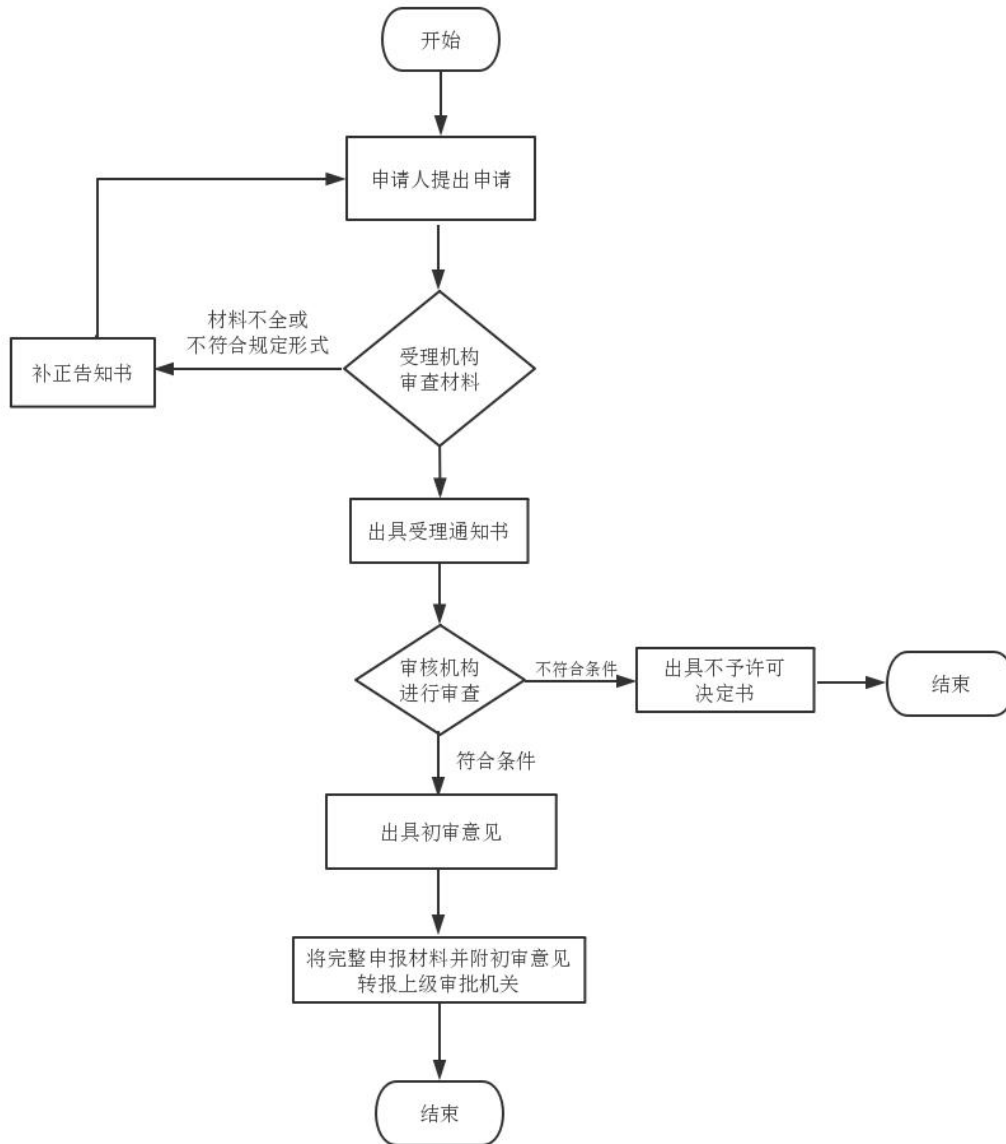 开始
申请人提出申请
材料不全或
不符合规定形式
补正告知书
受理机构
审查材料
出具受理通知书
审核机构
进行审查
不符合条件
出具不予许可
决定书
结束
符合条件
出具初审意见
将完整申报材料并附初审意见
转报上级审批机关
结束